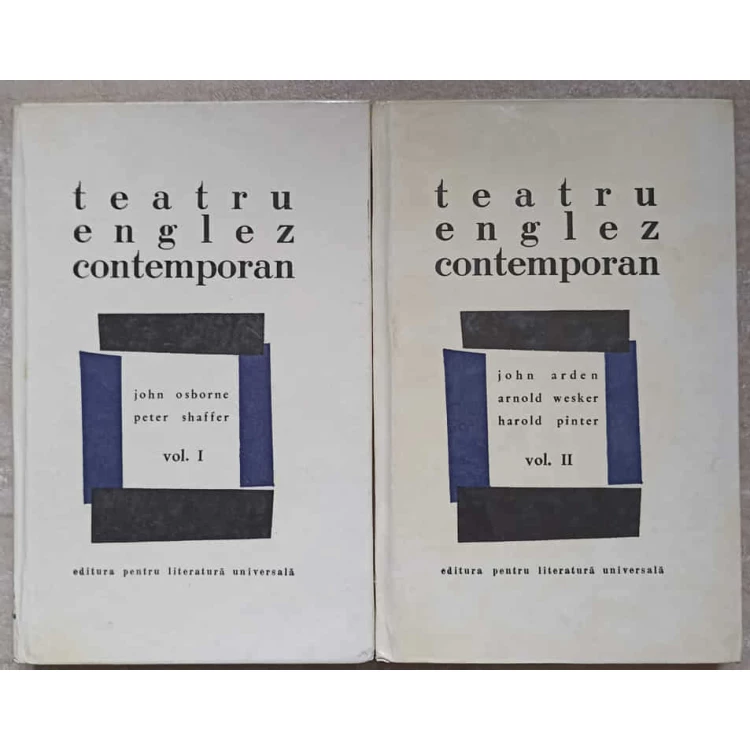 teatru
englez
contemporan
john osborne
peter shaffer
vol. I
editura pentru literatură universală
teatru
englez
contemporan
john arden
arnold wesker
harold pinter
vol. II
editura pentru literatură universală